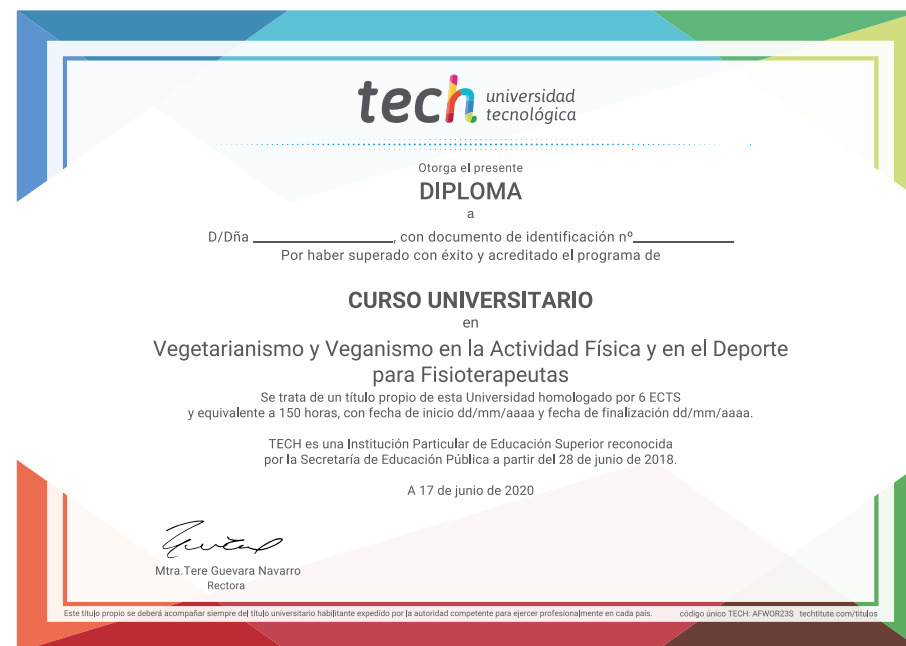 tech universidad
tecnológica
Otorga el presente
DIPLOMA
a
D/Dña ____________________, con documento de identificación nº______________
Por haber superado con éxito y acreditado el programa de
CURSO UNIVERSITARIO
en
Vegetarianismo y Veganismo en la Actividad Física y en el Deporte
para Fisioterapeutas
Se trata de un título propio de esta Universidad homologado por 6 ECTS
y equivalente a 150 horas, con fecha de inicio dd/mm/aaaa y fecha de finalización dd/mm/aaaa.
TECH es una Institución Particular de Educación Superior reconocida
por la Secretaría de Educación Pública a partir del 28 de junio de 2018.
A 17 de junio de 2020
Mtra.Tere Guevara Navarro
Rectora
Este título propio se deberá acompañar siempre del título universitario habilitante expedido por la autoridad competente para ejercer profesionalmente en cada país. código único TECH: AFWOR23S techtitute.com/titulos